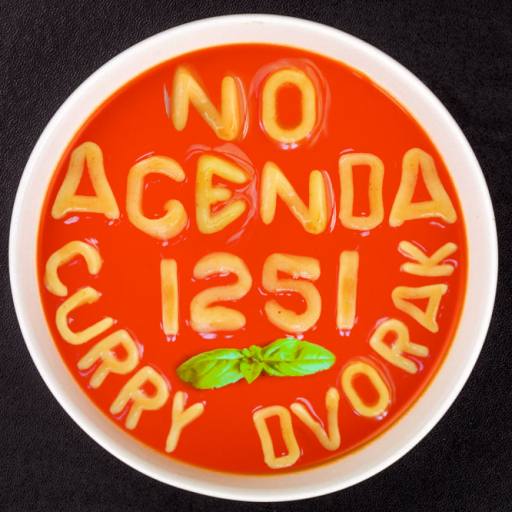 NO
AGENDA
1251
CURRY DVORAK